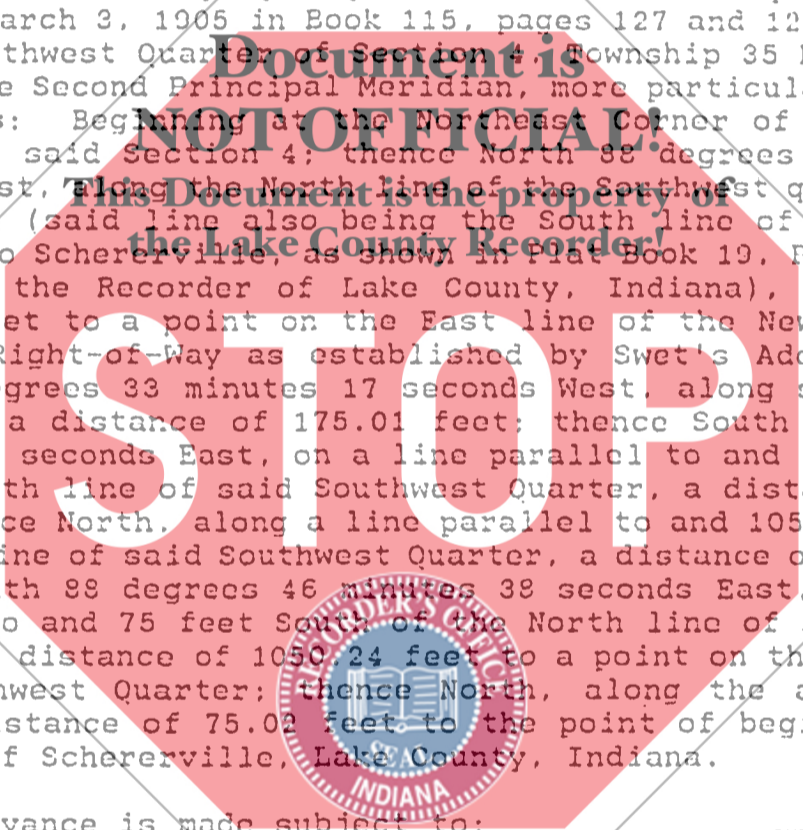 arch 3, 1905 in Book 115, pages 127 and 12
thwest Quarter of Section 4, Township 35 
Document is
e Second Principal Meridian, more particul
s: Beginning at the Northeast Corner of
NOT OFFICIAL!
said Section 4; thence North 88 degrees
st, along the North line of the Southwest q
This Document is the property of
(said line also being the South line of
the Lake County Recorder!
o Schererville, as shown in Plat Book 19,
the Recorder of Lake County, Indiana),
et to a point on the East line of the New
Right-of-Way as established by Swet's Add
grees 33 minutes 17 seconds West, along
a distance of 175.01 feet; thence South
seconds East, on a line parallel to and
STOP
th line of said Southwest Quarter, a dist
ce North, along a line parallel to and 105
ine of said Southwest Quarter, a distance o
th 88 degrees 46 minutes 38 seconds East,
o and 75 feet South of the North line of
distance of 1050.24 feet to a point on th
hwest Quarter; thence North, along the a
istance of 75.02 feet to the point of begi
f Schererville, Lake County, Indiana.
RECORDER'S OFFICE
SEAL
INDIANA
vance is made subject to: